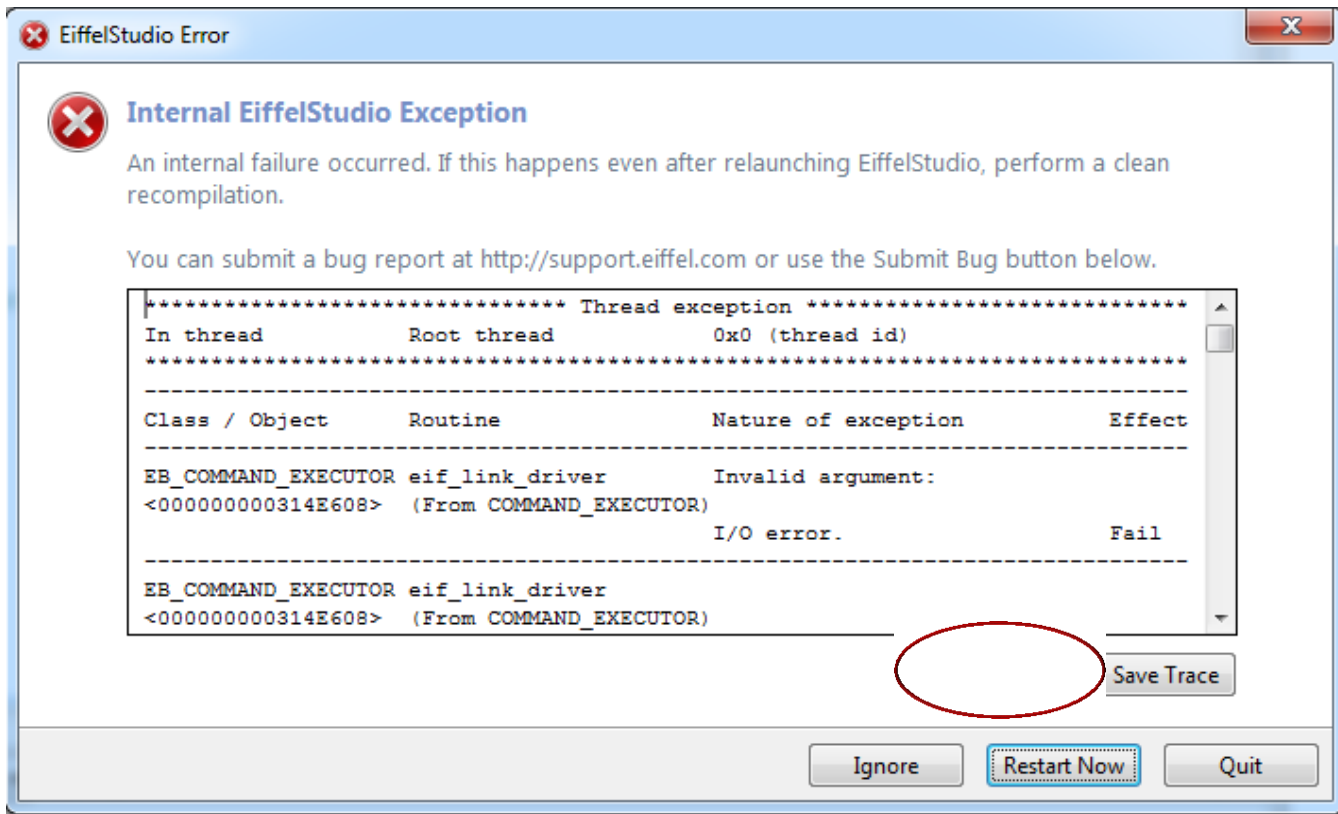 EiffelStudio Error
Internal EiffelStudio Exception
An internal failure occurred. If this happens even after relaunching EiffelStudio, perform a clean
recompilation.
You can submit a bug report at http://support.eiffel.com or use the Submit Bug button below.
******************************** Thread exception *****************************
In thread Root thread 0x0 (thread id)
*******************************************************************************
-------------------------------------------------------------------------------
Class / Object Routine Nature of exception Effect
-------------------------------------------------------------------------------
EB_COMMAND_EXECUTOR eif_link_driver Invalid argument:
<000000000314E608> (From COMMAND_EXECUTOR)
I/O error. Fail
-------------------------------------------------------------------------------
EB_COMMAND_EXECUTOR eif_link_driver
<000000000314E608> (From COMMAND_EXECUTOR)
Save Trace
Ignore Restart Now Quit